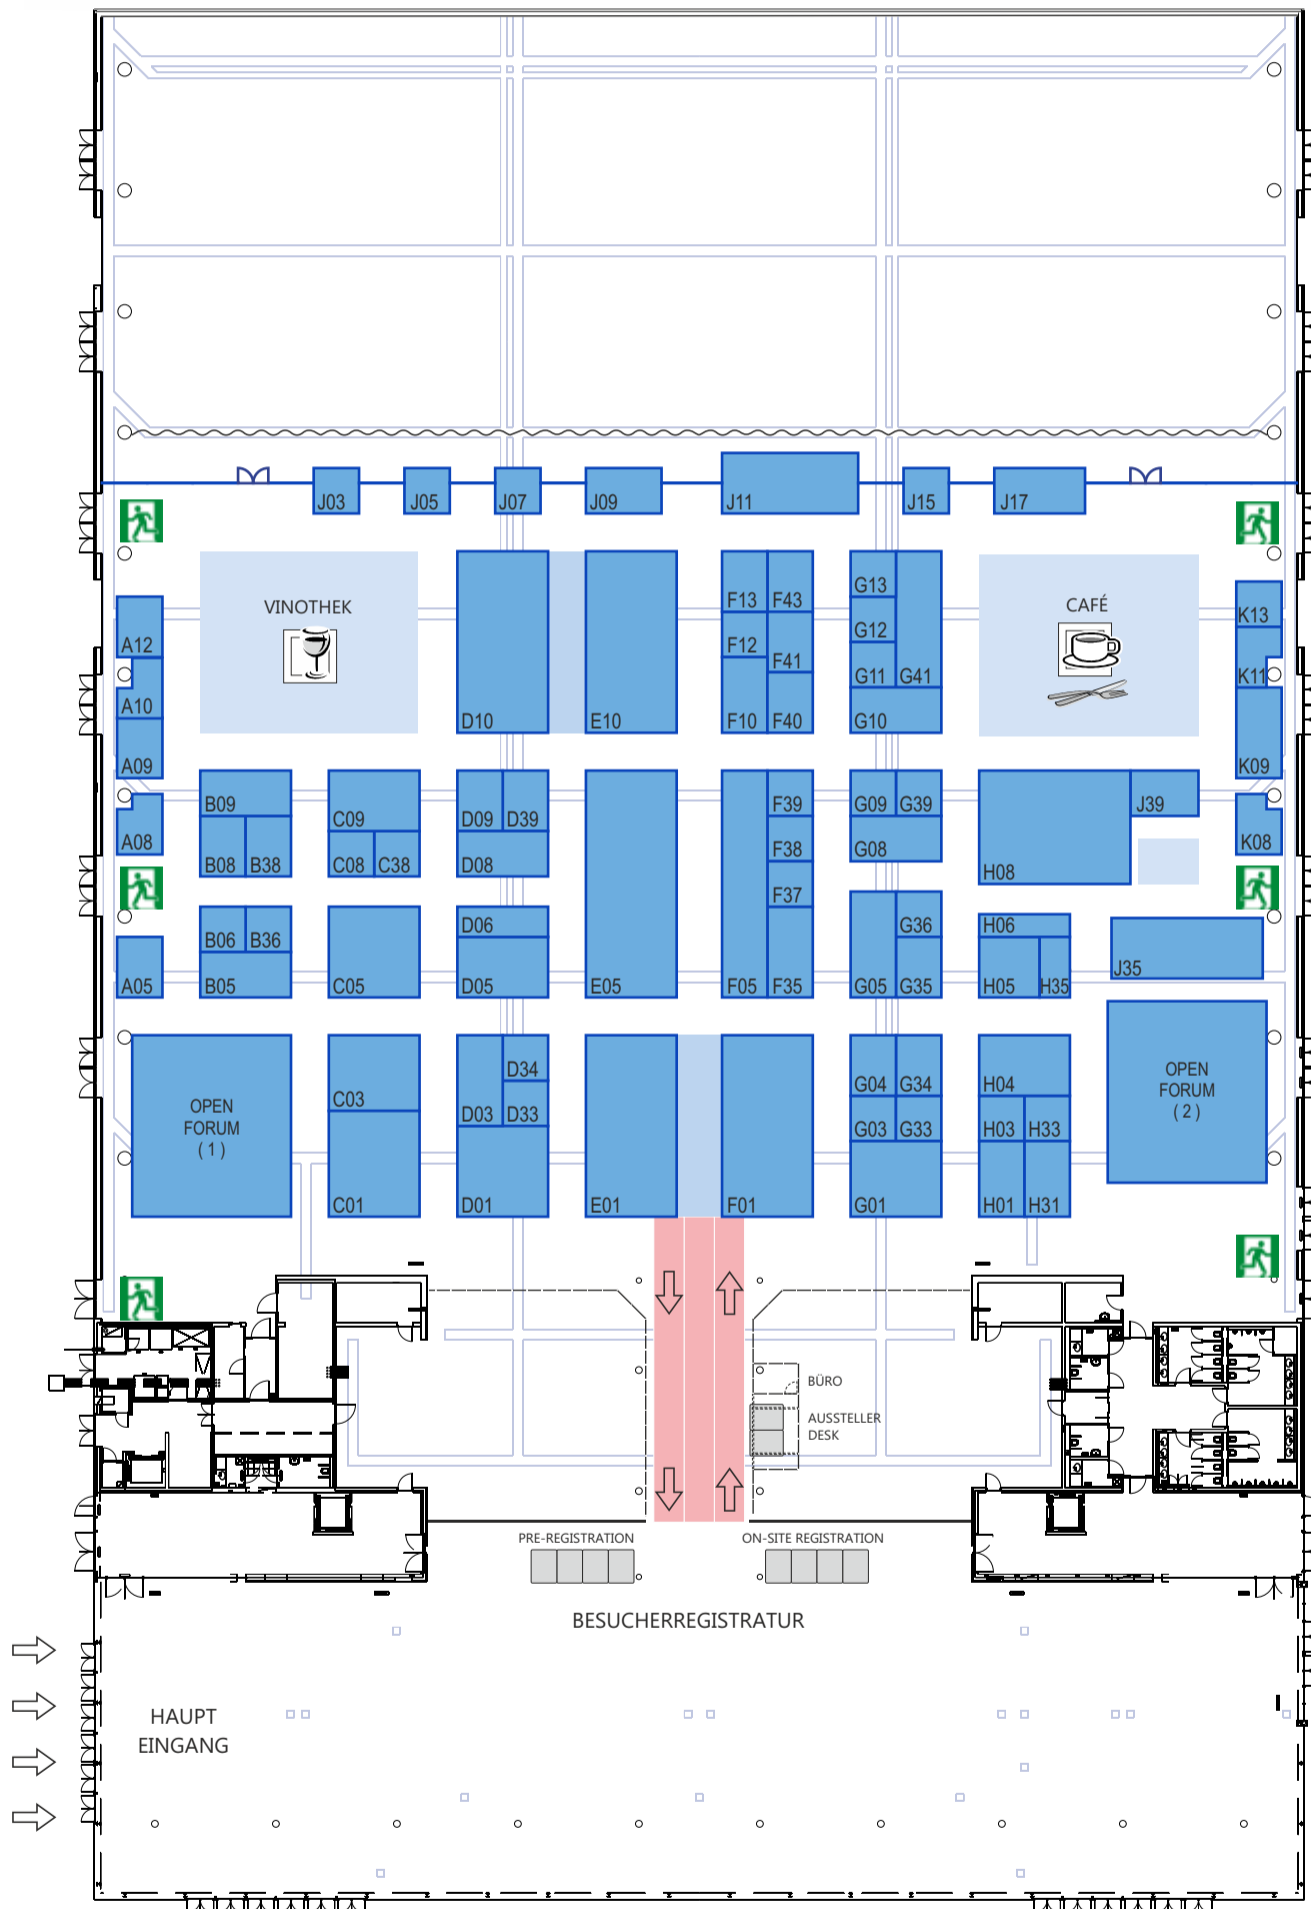 J03
J05
J07
J09
J11
J15
J17
VINOTHEK
CAFÉ
A12
A10
A09
A08
A05
D10
E10
F13
F43
F12
F41
F10
F40
G13
G12
G11
G41
G10
K13
K11
K09
K08
B09
B08
B38
C09
C08
C38
D09
D39
D08
F39
F38
F37
G09
G39
G08
H08
J39
B06
B36
B05
C05
D06
D05
E05
F05
F35
G36
G05
G35
H06
H05
H35
J35
OPEN
FORUM
( 1 )
C03
C01
D34
D03
D33
D01
E01
F01
G04
G34
G03
G33
G01
H04
H03
H33
H01
H31
OPEN
FORUM
( 2 )
BÜRO
AUSSTELLER
DESK
PRE-REGISTRATION
ON-SITE REGISTRATION
BESUCHERREGISTRATUR
HAUPT
EINGANG